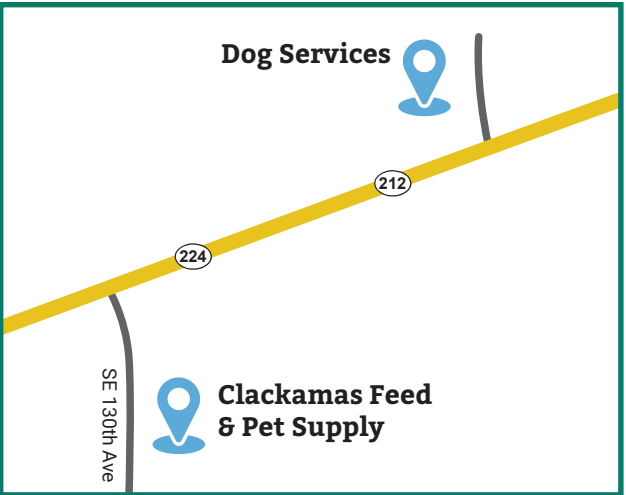 Dog Services
212
224
SE 130th Ave
Clackamas Feed
& Pet Supply